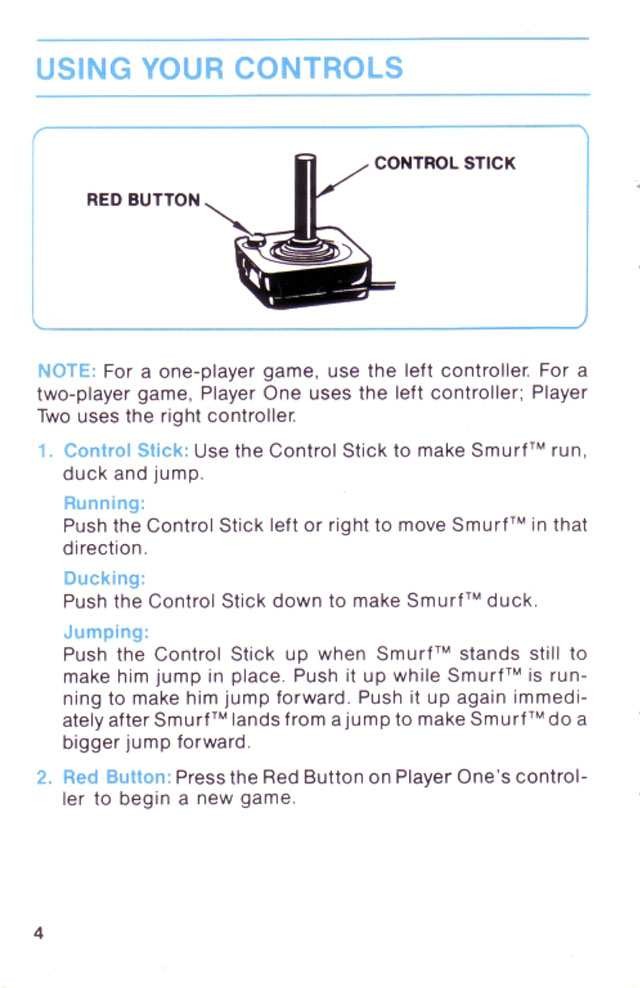 USING YOUR CONTROLS
CONTROL STICK
RED BUTTON
NOTE: For a one-player game, use the left controller. For a
two-player game, Player One uses the left controller; Player
Two uses the right controller.
1. Control Stick: Use the Control Stick to make Smurf™ run,
duck and jump.
Running:
Push the Control Stick left or right to move Smurf™ in that
direction.
Ducking:
Push the Control Stick down to make Smurf™ duck.
Jumping:
Push the Control Stick up when Smurf™ stands still to
make him jump in place. Push it up while Smurf™ is run-
ning to make him jump forward. Push it up again immedi-
ately after Smurf™ lands from a jump to make Smurf™ do a
bigger jump forward.
2. Red Button: Press the Red Button on Player One's control-
ler to begin a new game.
4